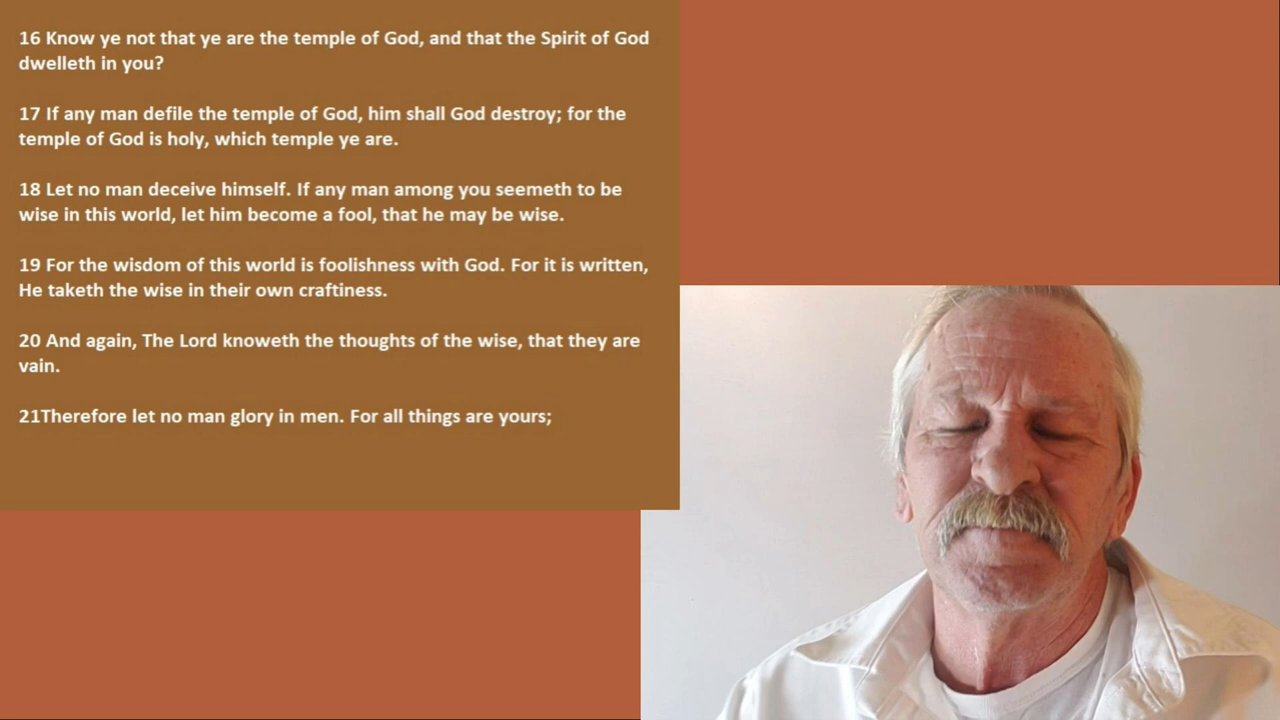 16 Know ye not that ye are the temple of God, and that the Spirit of God
dwelleth in you?
17 If any man defile the temple of God, him shall God destroy; for the
temple of God is holy, which temple ye are.
18 Let no man deceive himself. If any man among you seemeth to be
wise in this world, let him become a fool, that he may be wise.
19 For the wisdom of this world is foolishness with God. For it is written,
He taketh the wise in their own craftiness.
20 And again, The Lord knoweth the thoughts of the wise, that they are
vain.
21Therefore let no man glory in men. For all things are yours;